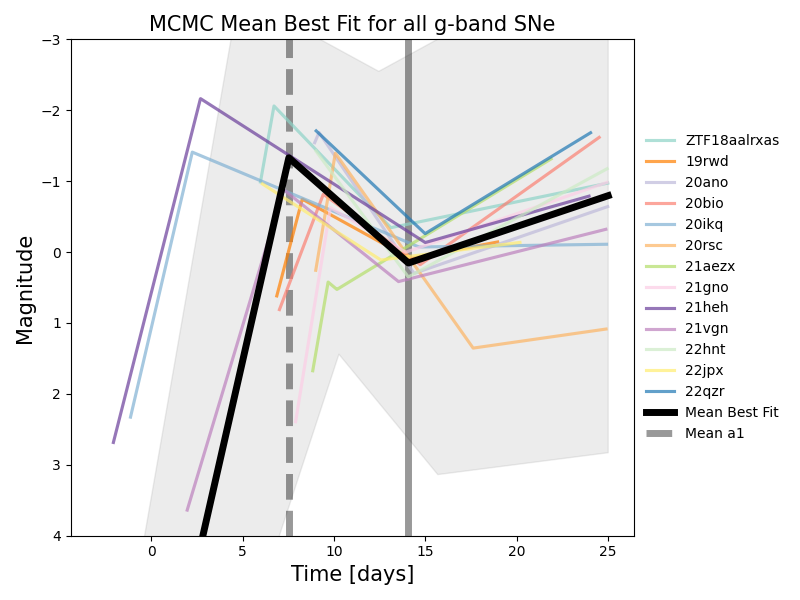 MCMC Mean Best Fit for all g-band SNe
−3
−2
−1
0
1
2
3
4
Magnitude
0
5
10
15
20
25
Time [days]
ZTF18aalrxas
19rwd
20ano
20bio
20ikq
20rsc
21aezx
21gno
21heh
21vgn
22hnt
22jpx
22qzr
Mean Best Fit
Mean a1